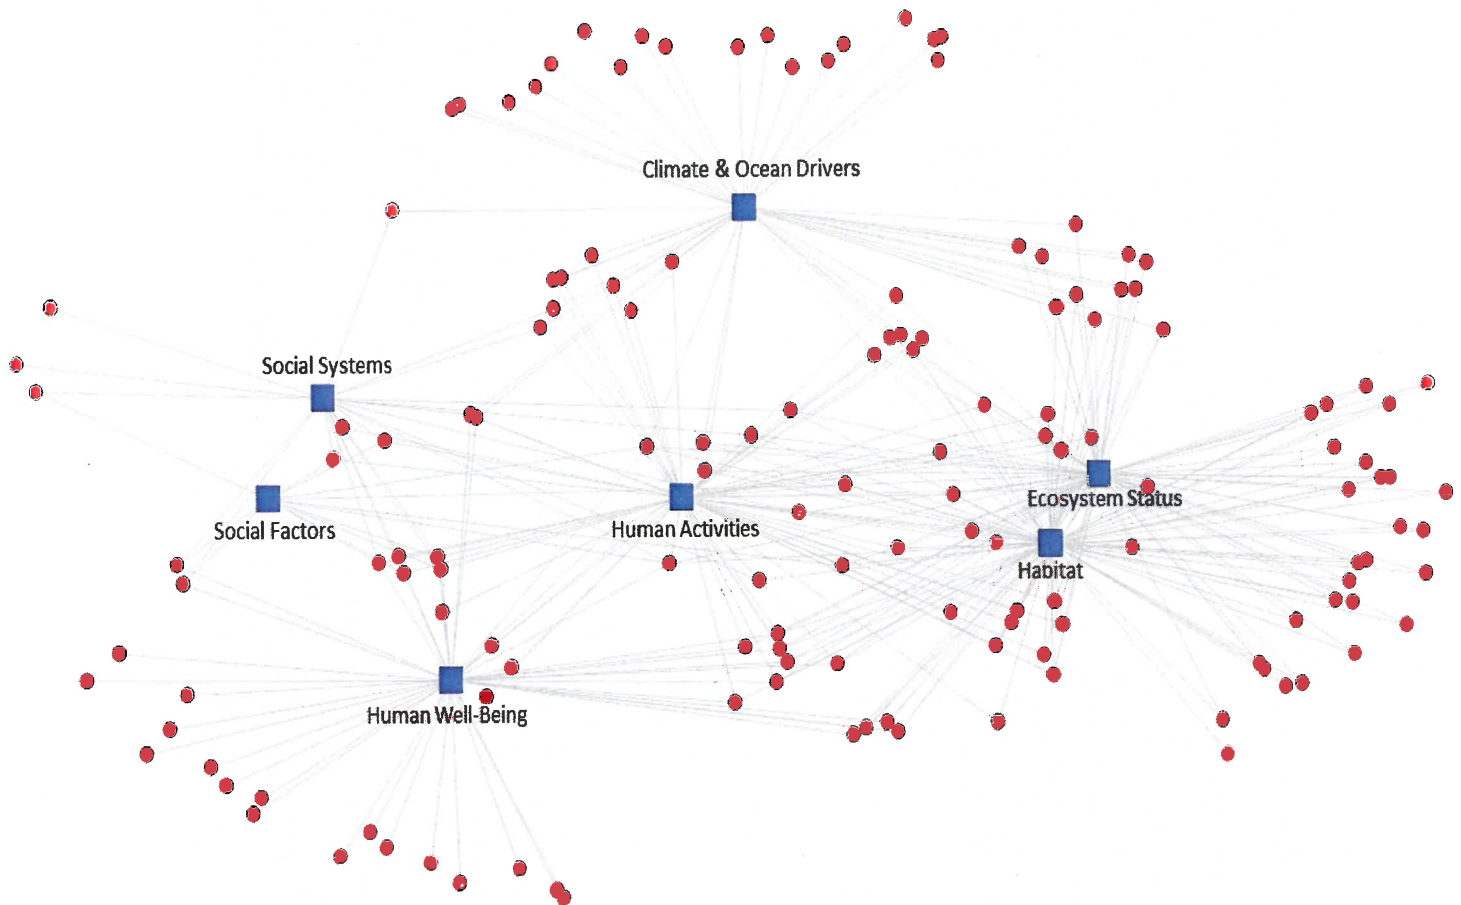 Climate & Ocean Drivers
Social Systems
Social Factors
Human Activities
Ecosystem Status
Habitat
Human Well-Being